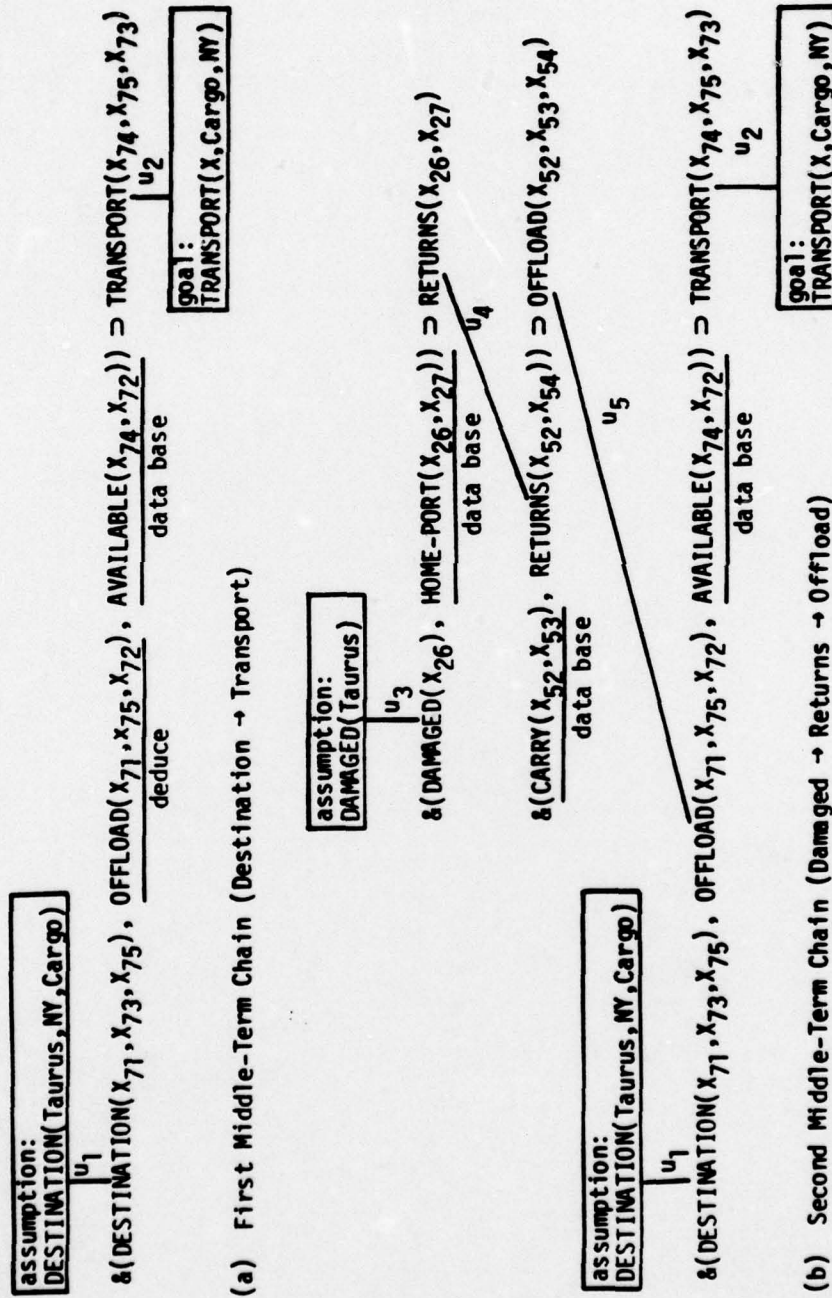 assumption:
DESTINATION(Taurus,NY,Cargo)
u1
&(DESTINATION(X71,X73,X75), OFFLOAD(X71,X75,X72), AVAILABLE(X74,X72)) ⊃ TRANSPORT(X74,X75,X73)
deduce data base u2
goal:
TRANSPORT(X,Cargo,NY)
(a) First Middle-Term Chain (Destination → Transport)
assumption:
DAMAGED(Taurus)
u3
&(DAMAGED(X26), HOME-PORT(X26,X27)) ⊃ RETURNS(X26,X27)
data base u4
&(CARRY(X52,X53), RETURNS(X52,X54)) ⊃ OFFLOAD(X52,X53,X54)
data base
u5
assumption:
DESTINATION(Taurus,NY,Cargo)
u1
&(DESTINATION(X71,X73,X75), OFFLOAD(X71,X75,X72), AVAILABLE(X74,X72)) ⊃ TRANSPORT(X74,X75,X73)
data base u2
goal:
TRANSPORT(X,Cargo,NY)
(b) Second Middle-Term Chain (Damaged → Returns → Offload)